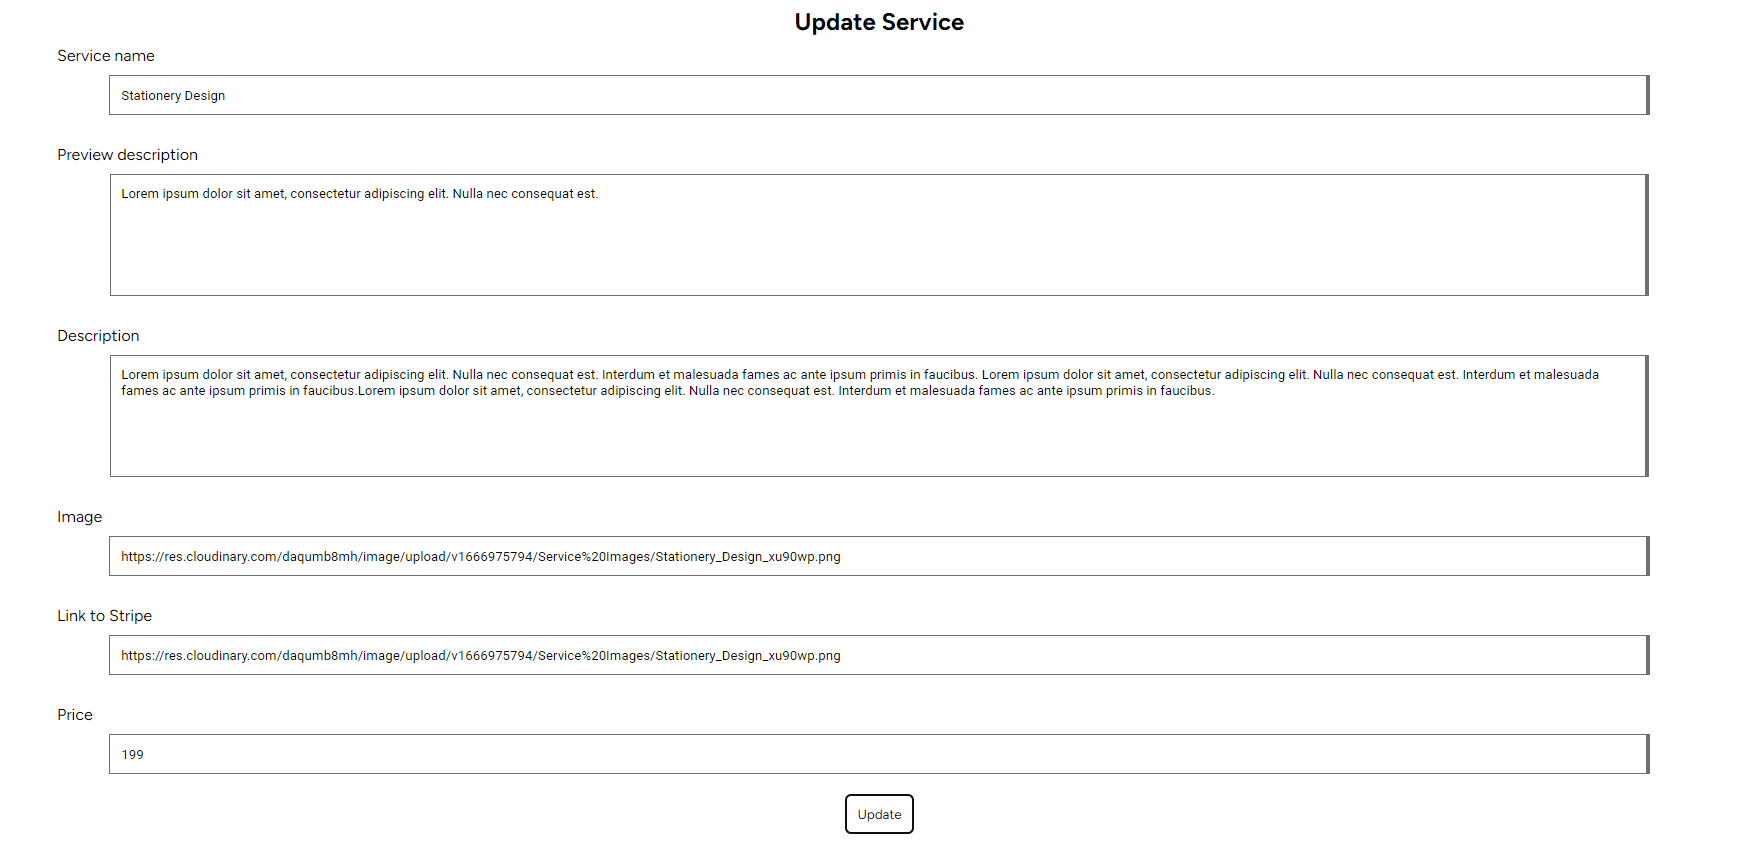 Update Service
Service name
Stationery Design
Preview description
Lorem ipsum dolor sit amet, consectetur adipiscing elit. Nulla nec consequat est.
Description
Lorem ipsum dolor sit amet, consectetur adipiscing elit. Nulla nec consequat est. Interdum et malesuada fames ac ante ipsum primis in faucibus. Lorem ipsum dolor sit amet, consectetur adipiscing elit. Nulla nec consequat est. Interdum et malesuada
fames ac ante ipsum primis in faucibus.Lorem ipsum dolor sit amet, consectetur adipiscing elit. Nulla nec consequat est. Interdum et malesuada fames ac ante ipsum primis in faucibus.
Image
https://res.cloudinary.com/daqumb8mh/image/upload/v1666975794/Service%20Images/Stationery_Design_xu90wp.png
Link to Stripe
https://res.cloudinary.com/daqumb8mh/image/upload/v1666975794/Service%20Images/Stationery_Design_xu90wp.png
Price
199
Update